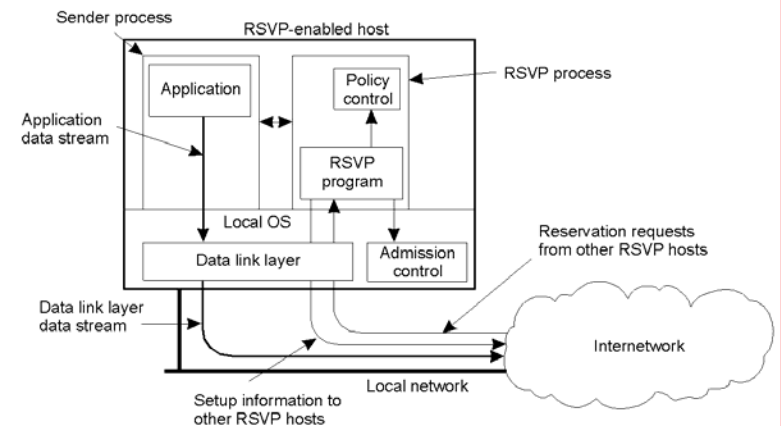 Sender process
RSVP-enabled host
Application
Policy
control
RSVP process
Application
data stream
RSVP
program
Local OS
Data link layer
Admission
control
Reservation requests
from other RSVP hosts
Data link layer
data stream
Internetwork
Local network
Setup information to
other RSVP hosts